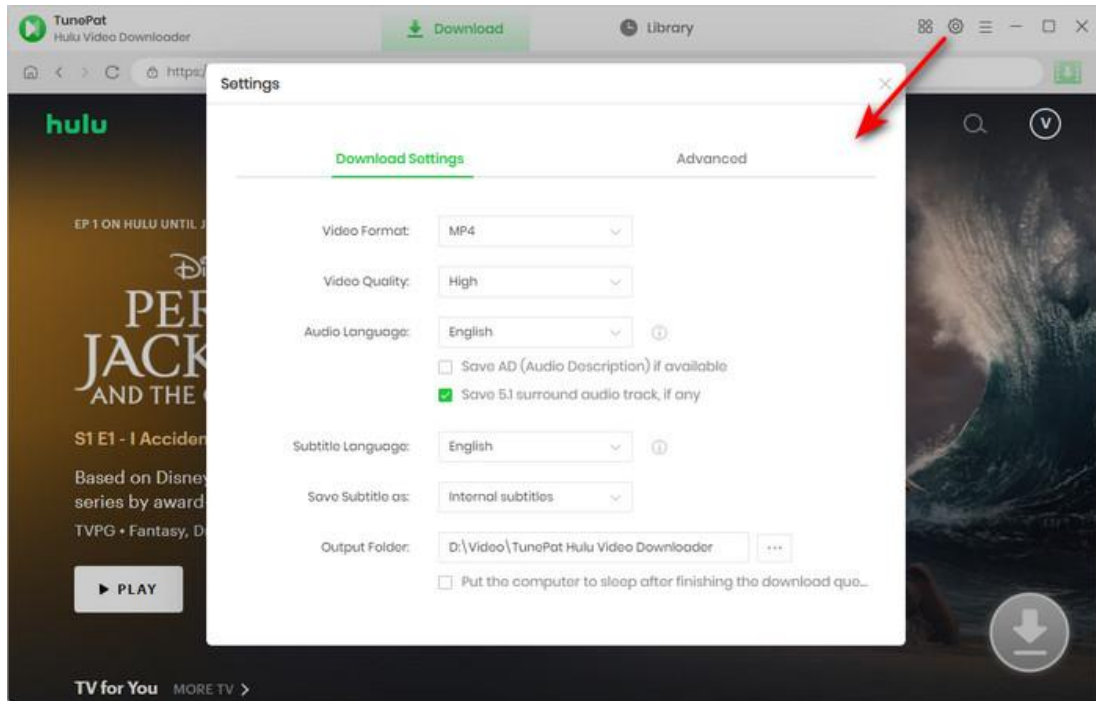 TunePat
Hulu Video Downloader
Download
Library
https:/
Settings
hulu
V
Download Settings
Advanced
EP 1 ON HULU UNTIL J
Video Format:
MP4
Di
PER
Video Quality:
High
JACK
Audio Language:
English
AND THE
Save AD (Audio Description) if available
Save 5.1 surround audio track, if any
S1 E1 - I Acciden
Subtitle Language:
English
Based on Disney
series by award
Save Subtitle as:
Internal subtitles
TVPG • Fantasy, D
Output Folder:
D:\Video\TunePat Hulu Video Downloader
...
Put the computer to sleep after finishing the download que...
PLAY
TV for You MORE TV >